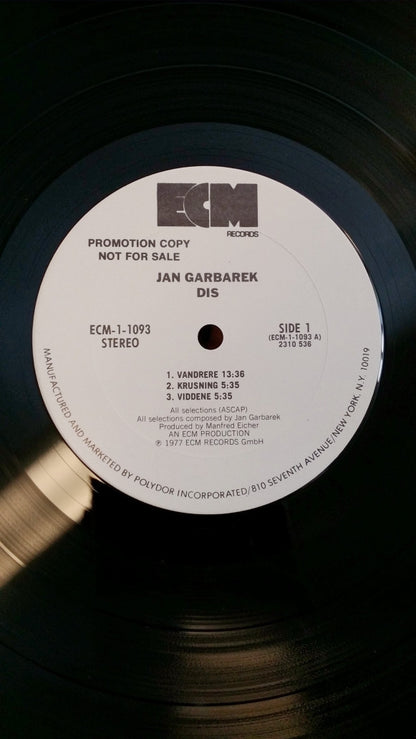 ECM
RECORDS
PROMOTION COPY
NOT FOR SALE
JAN GARBAREK
DIS
ECM-1-1093
STEREO
SIDE 1
(ECM-1-1093 A)
2310 536
1. VANDRERE 13:36
2. KRUSNING 5:35
3. VIDDENE 5:35
All selections (ASCAP)
All selections composed by Jan Garbarek
Produced by Manfred Eicher
AN ECM PRODUCTION
℗ 1977 ECM RECORDS GmbH
MANUFACTURED AND MARKETED BY POLYDOR INCORPORATED/810 SEVENTH AVENUE/NEW YORK, N.Y. 10019